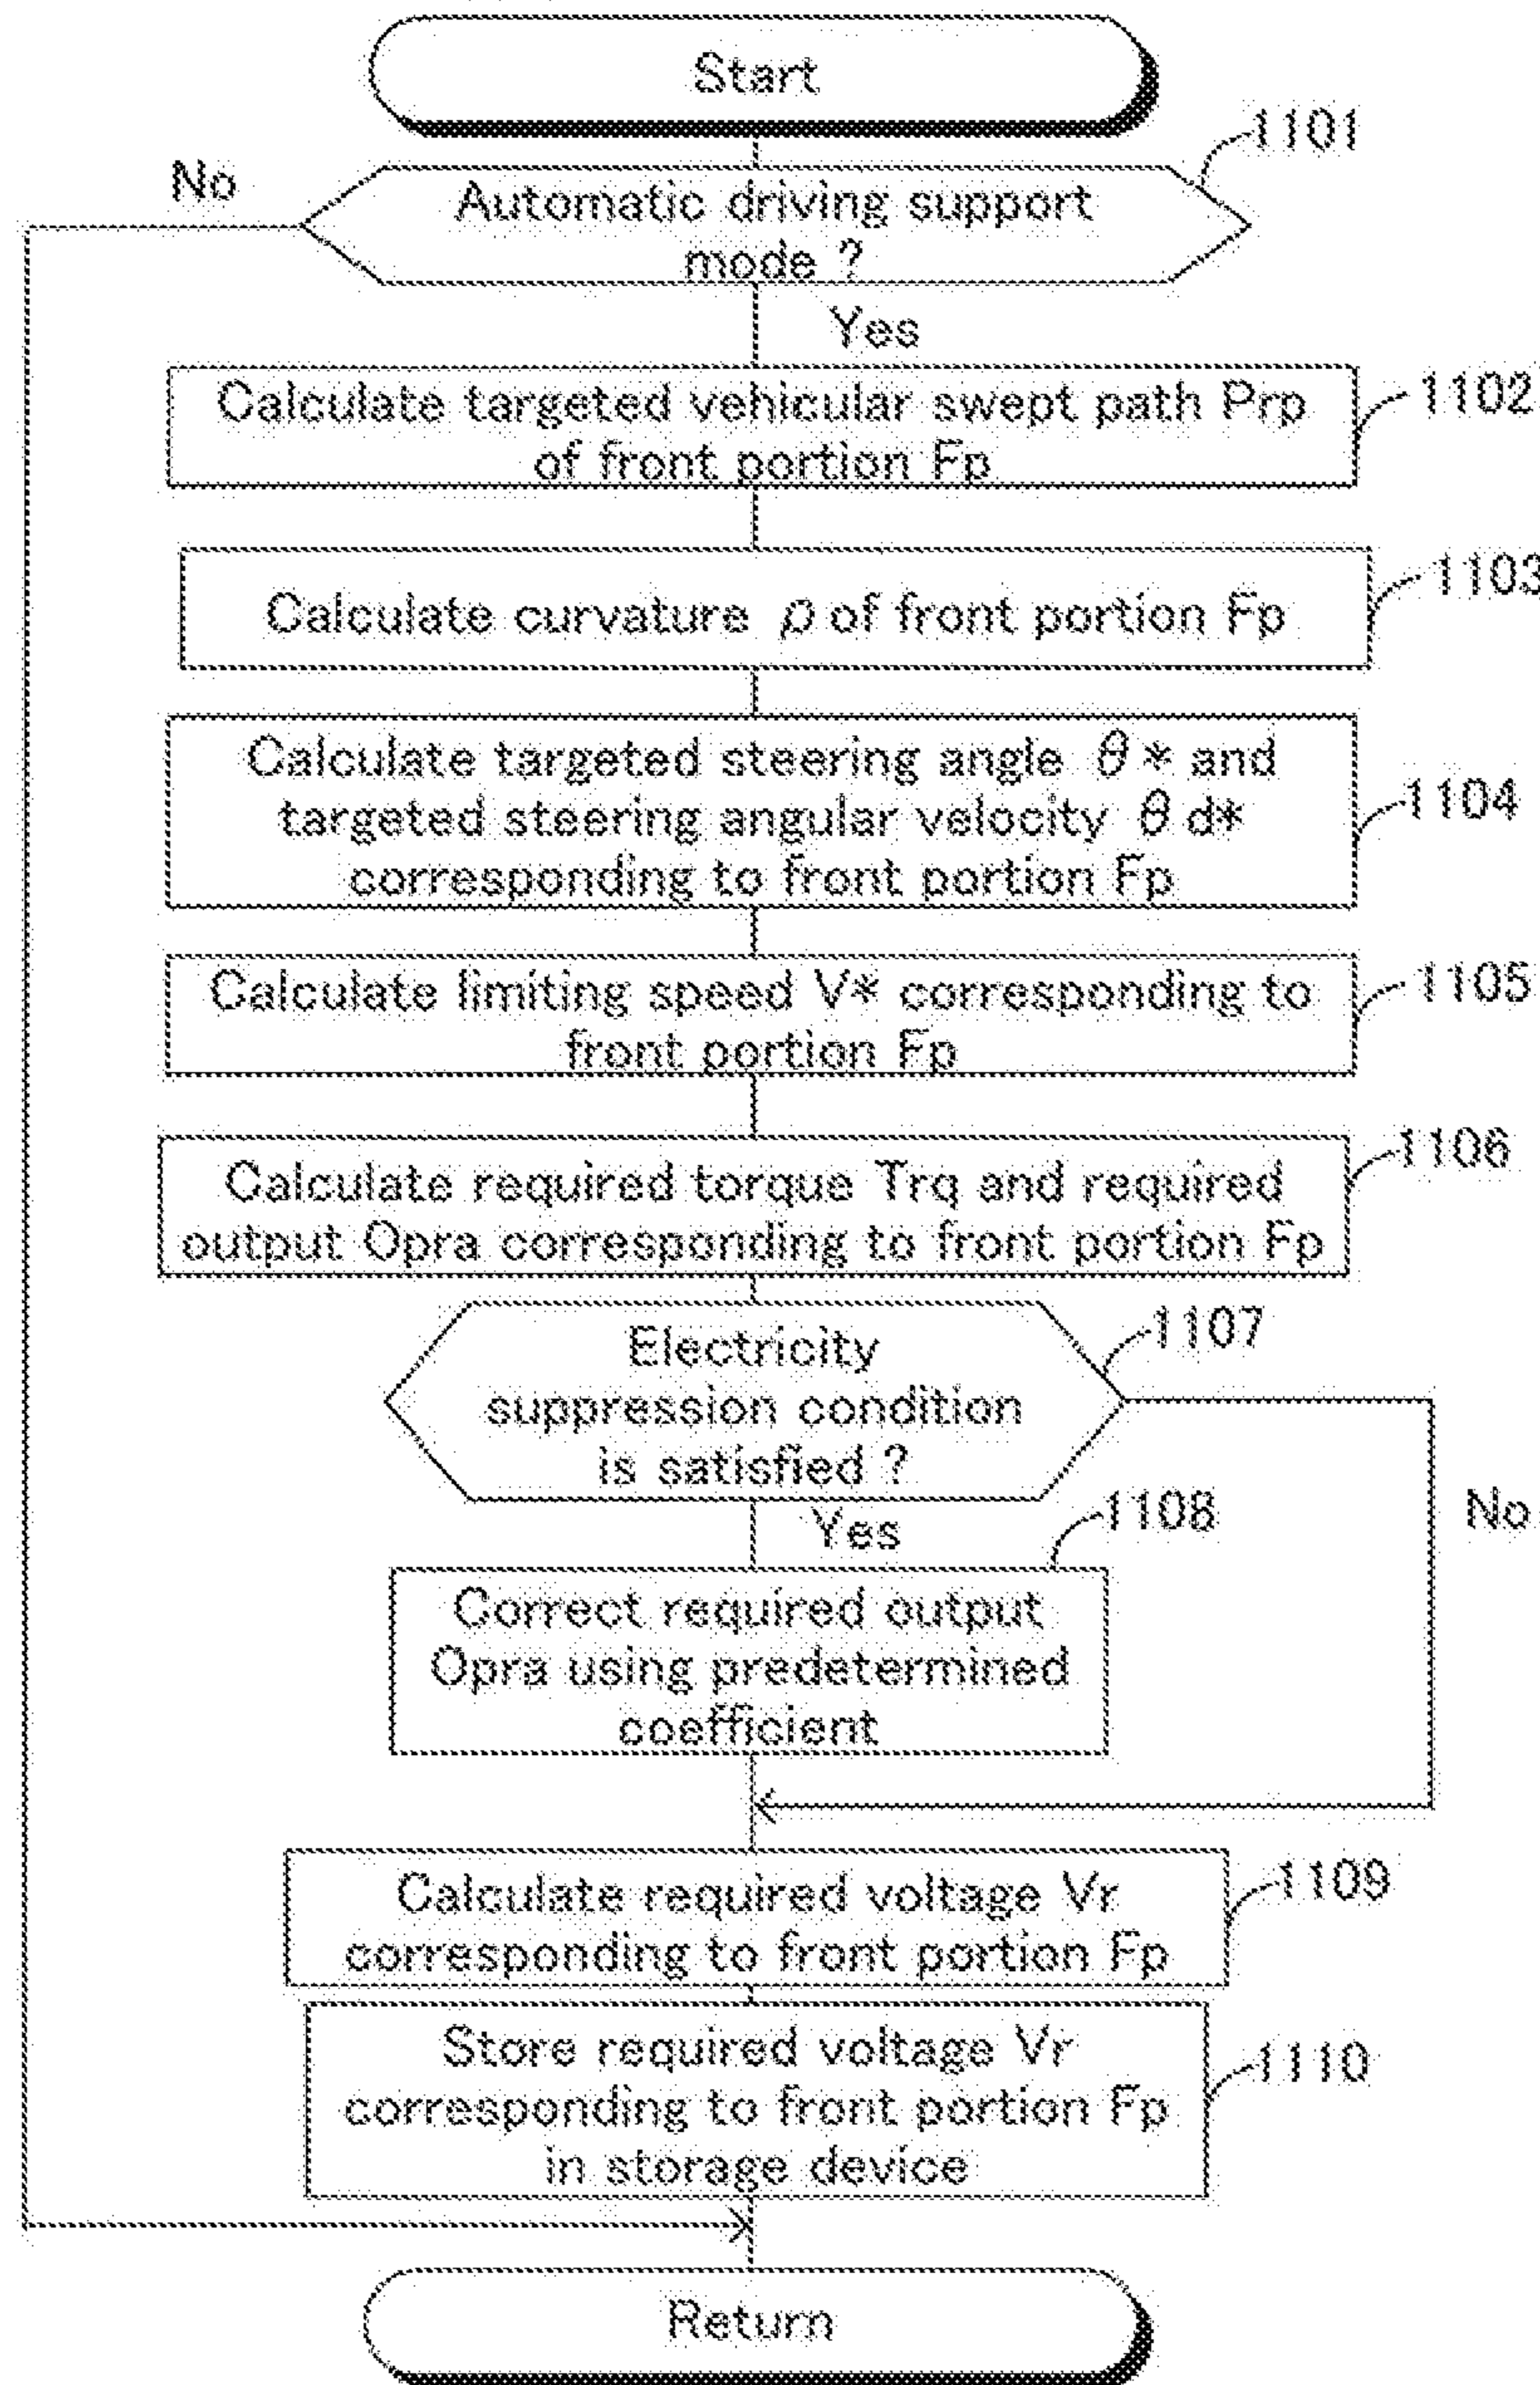 Start
1101
No
Automatic driving support
mode ?
Yes
Calculate targeted vehicular swept path Prp
of front portion Fp
1102
Calculate curvature ρ of front portion Fp
1103
Calculate targeted steering angle θ* and
targeted steering angular velocity θd*
corresponding to front portion Fp
1104
Calculate limiting speed V* corresponding to
front portion Fp
1105
Calculate required torque Trq and required
output Opra corresponding to front portion Fp
1106
Electricity
suppression condition
is satisfied ?
1107
Yes
No
1108
Correct required output
Opra using predetermined
coefficient
Calculate required voltage Vr
corresponding to front portion Fp
1109
Store required voltage Vr
corresponding to front portion Fp
in storage device
1110
Return